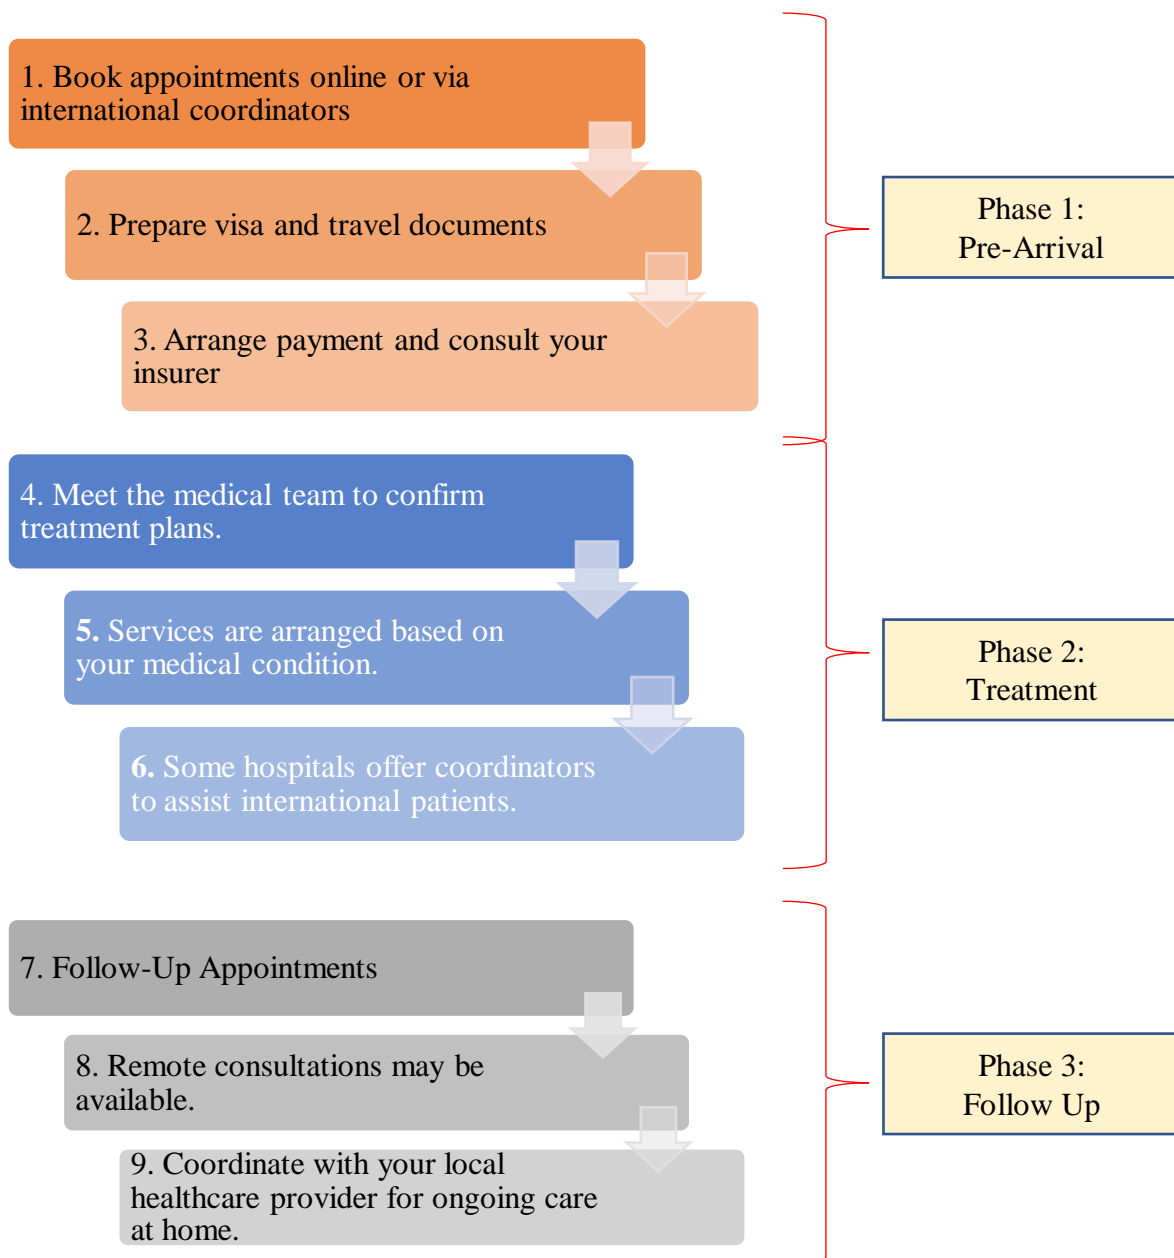 1. Book appointments online or via
international coordinators
2. Prepare visa and travel documents
3. Arrange payment and consult your
insurer
Phase 1:
Pre-Arrival
4. Meet the medical team to confirm
treatment plans.
5. Services are arranged based on
your medical condition.
6. Some hospitals offer coordinators
to assist international patients.
Phase 2:
Treatment
7. Follow-Up Appointments
8. Remote consultations may be
available.
9. Coordinate with your local
healthcare provider for ongoing care
at home.
Phase 3:
Follow Up